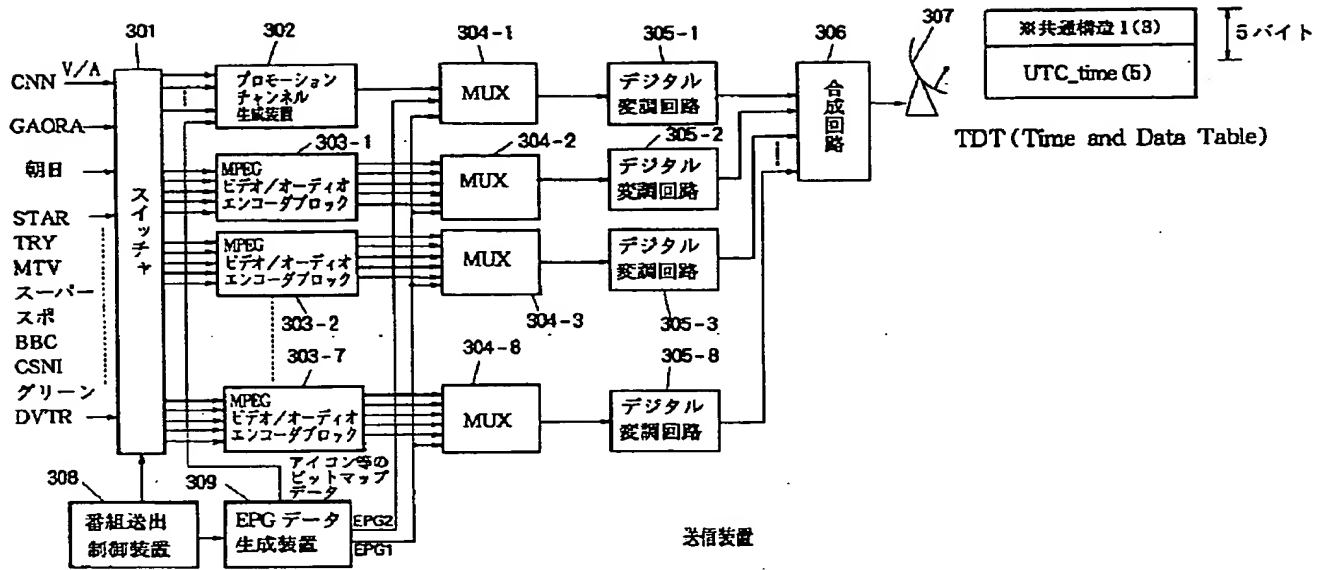 301
302
304-1
305-1
306
307
※共通構造1(3)
5バイト
UTC_time(5)
TDT(Time and Data Table)
CNN
V/A
GAORA
朝日
STAR
TRY
MTV
スーパー
スポ
BBC
CSNI
グリーン
DVTR
スイッチャ
プロモーション
チャンネル
生成装置
MUX
デジタル
変調回路
合成回路
303-1
304-2
305-2
MPEG
ビデオ/オーディオ
エンコーダブロック
MUX
デジタル
変調回路
MPEG
ビデオ/オーディオ
エンコーダブロック
MUX
デジタル
変調回路
303-2
304-3
305-3
303-7
304-8
305-8
MPEG
ビデオ/オーディオ
エンコーダブロック
MUX
デジタル
変調回路
アイコン等の
ビットマップ
データ
308
309
番組送出
制御装置
EPGデータ
生成装置
EPG2
EPG1
送信装置